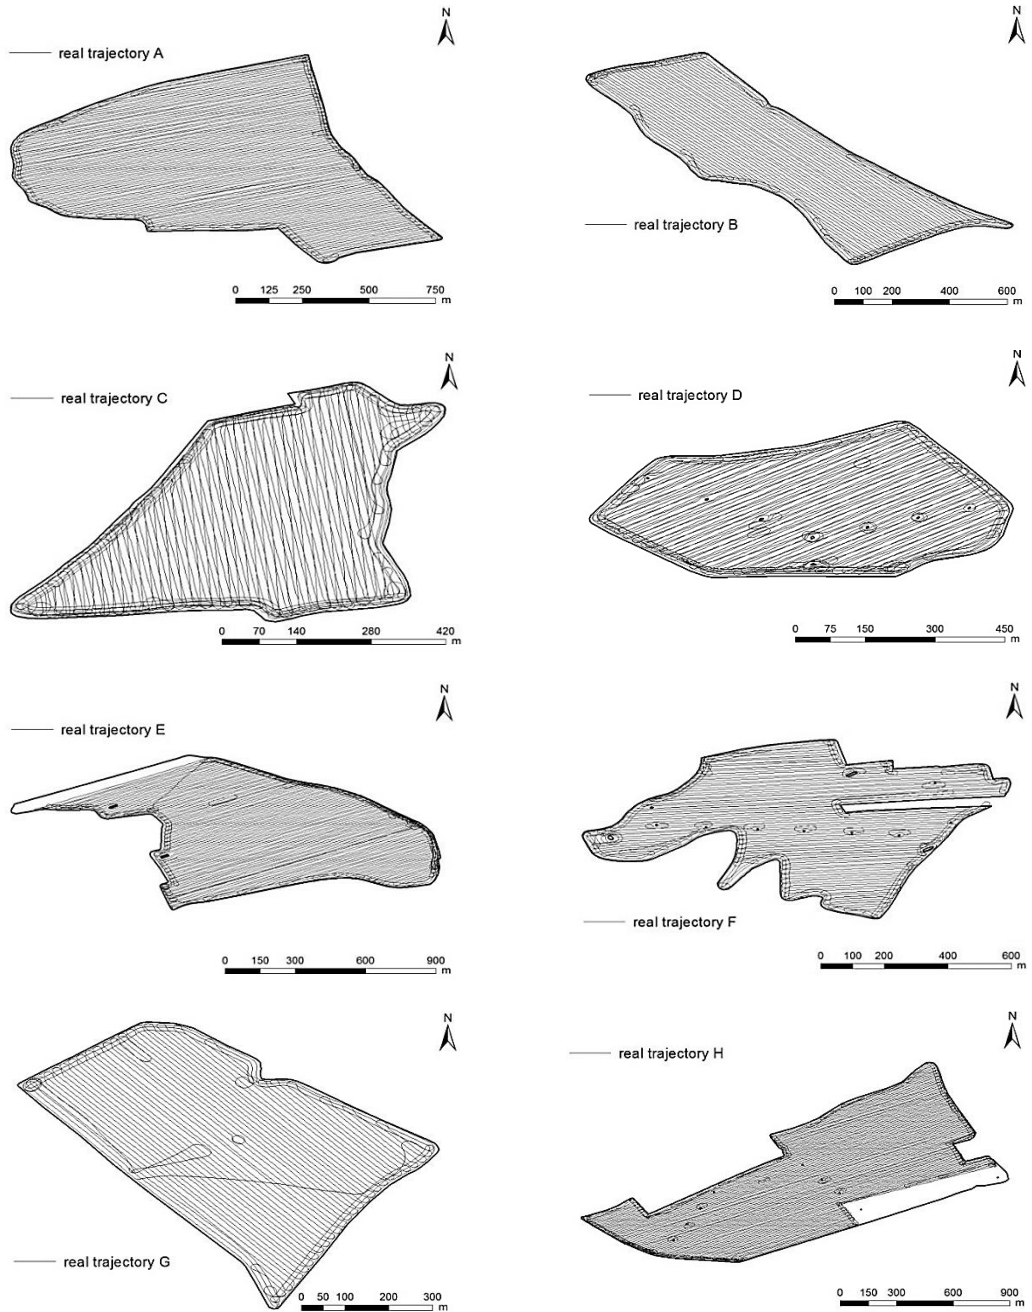 N
real trajectory A
0 125 250 500 750
m
N
real trajectory B
0 100 200 400 600
m
N
real trajectory C
0 70 140 280 420
m
N
real trajectory D
0 75 150 300 450
m
N
real trajectory E
0 150 300 600 900
m
N
real trajectory F
0 100 200 400 600
m
N
real trajectory G
0 50 100 200 300
m
N
real trajectory H
0 150 300 600 900
m